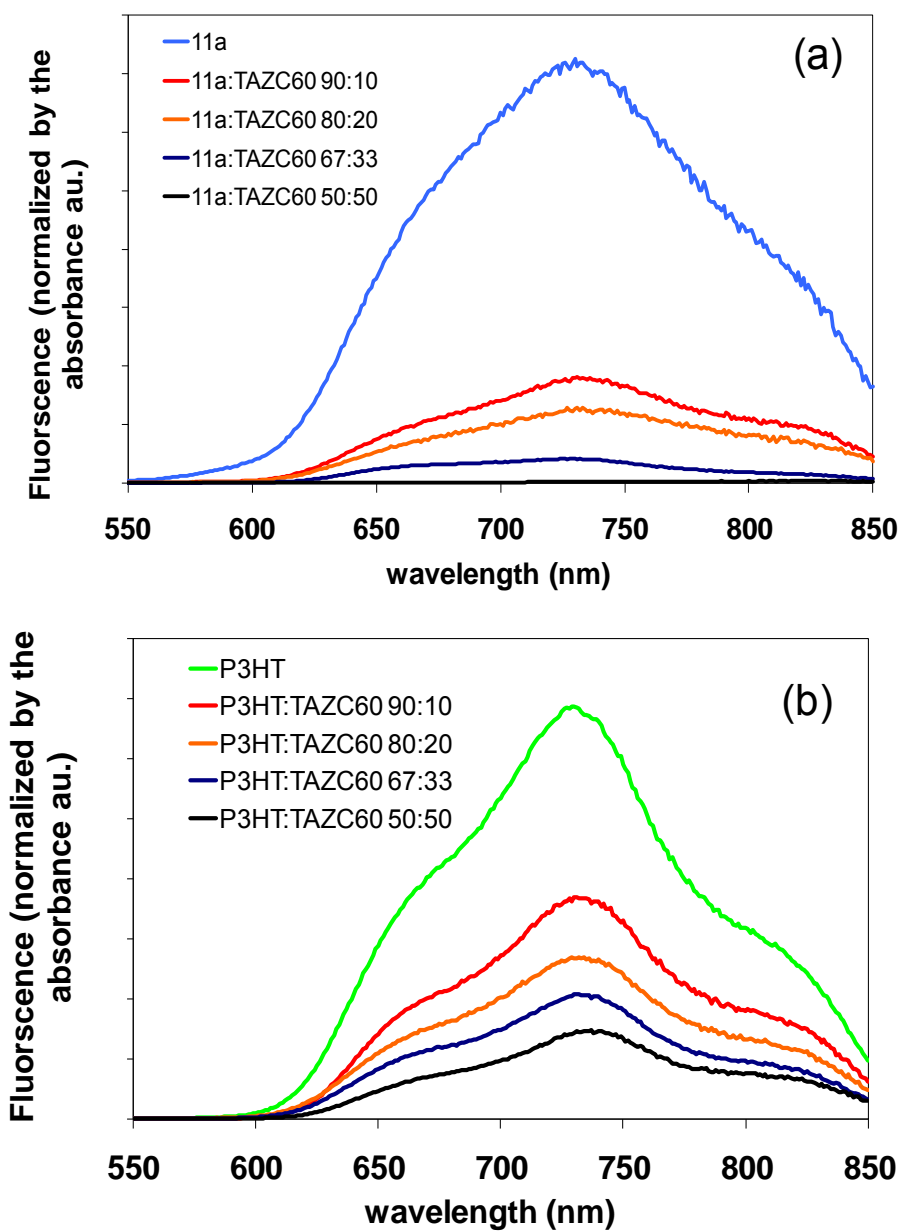 (a)
11a
11a:TAZC60 90:10
11a:TAZC60 80:20
11a:TAZC60 67:33
11a:TAZC60 50:50
Fluorscence (normalized by the
absorbance au.)
550 600 650 700 750 800 850
wavelength (nm)
(b)
P3HT
P3HT:TAZC60 90:10
P3HT:TAZC60 80:20
P3HT:TAZC60 67:33
P3HT:TAZC60 50:50
Fluorscence (normalized by the
absorbance au.)
550 600 650 700 750 800 850
wavelength (nm)